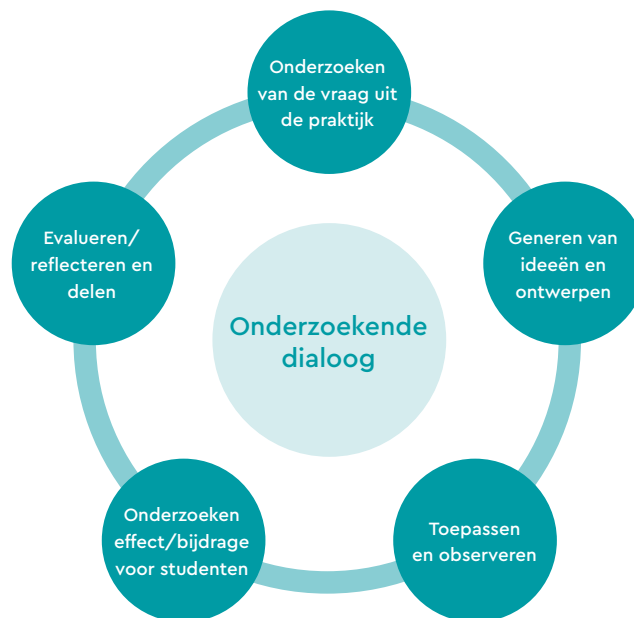 Onderzoeken
van de vraag uit
de praktijk
Generen van
ideeën en
ontwerpen
Toepassen
en observeren
Onderzoeken
effect/bijdrage
voor studenten
Evalueren/
reflecteren en
delen
Onderzoekende
dialoog